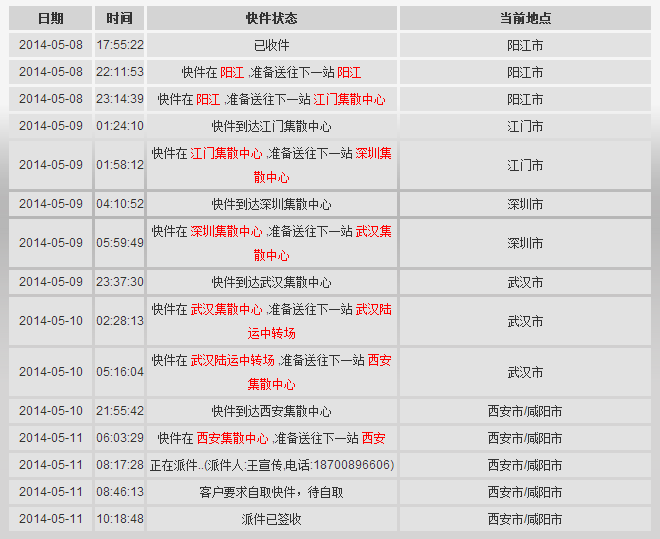 日期 时间 快件状态 当前地点
2014-05-08 17:55:22 已收件 阳江市
2014-05-08 22:11:53 快件在 阳江 ,准备送往下一站 阳江 阳江市
2014-05-08 23:14:39 快件在 阳江 ,准备送往下一站 江门集散中心 阳江市
2014-05-09 01:24:10 快件到达江门集散中心 江门市
2014-05-09 01:58:12 快件在 江门集散中心 ,准备送往下一站 深圳集 江门市
散中心
2014-05-09 04:10:52 快件到达深圳集散中心 深圳市
2014-05-09 05:59:49 快件在 深圳集散中心 ,准备送往下一站 武汉集 深圳市
散中心
2014-05-09 23:37:30 快件到达武汉集散中心 武汉市
2014-05-10 02:28:13 快件在 武汉集散中心 ,准备送往下一站 武汉陆 武汉市
运中转场
2014-05-10 05:16:04 快件在 武汉陆运中转场 ,准备送往下一站 西安 武汉市
集散中心
2014-05-10 21:55:42 快件到达西安集散中心 西安市/咸阳市
2014-05-11 06:03:29 快件在 西安集散中心 ,准备送往下一站 西安 西安市/咸阳市
2014-05-11 08:17:28 正在派件..(派件人:王宣传,电话:18700896606) 西安市/咸阳市
2014-05-11 08:46:13 客户要求自取快件，待自取 西安市/咸阳市
2014-05-11 10:18:48 派件已签收 西安市/咸阳市